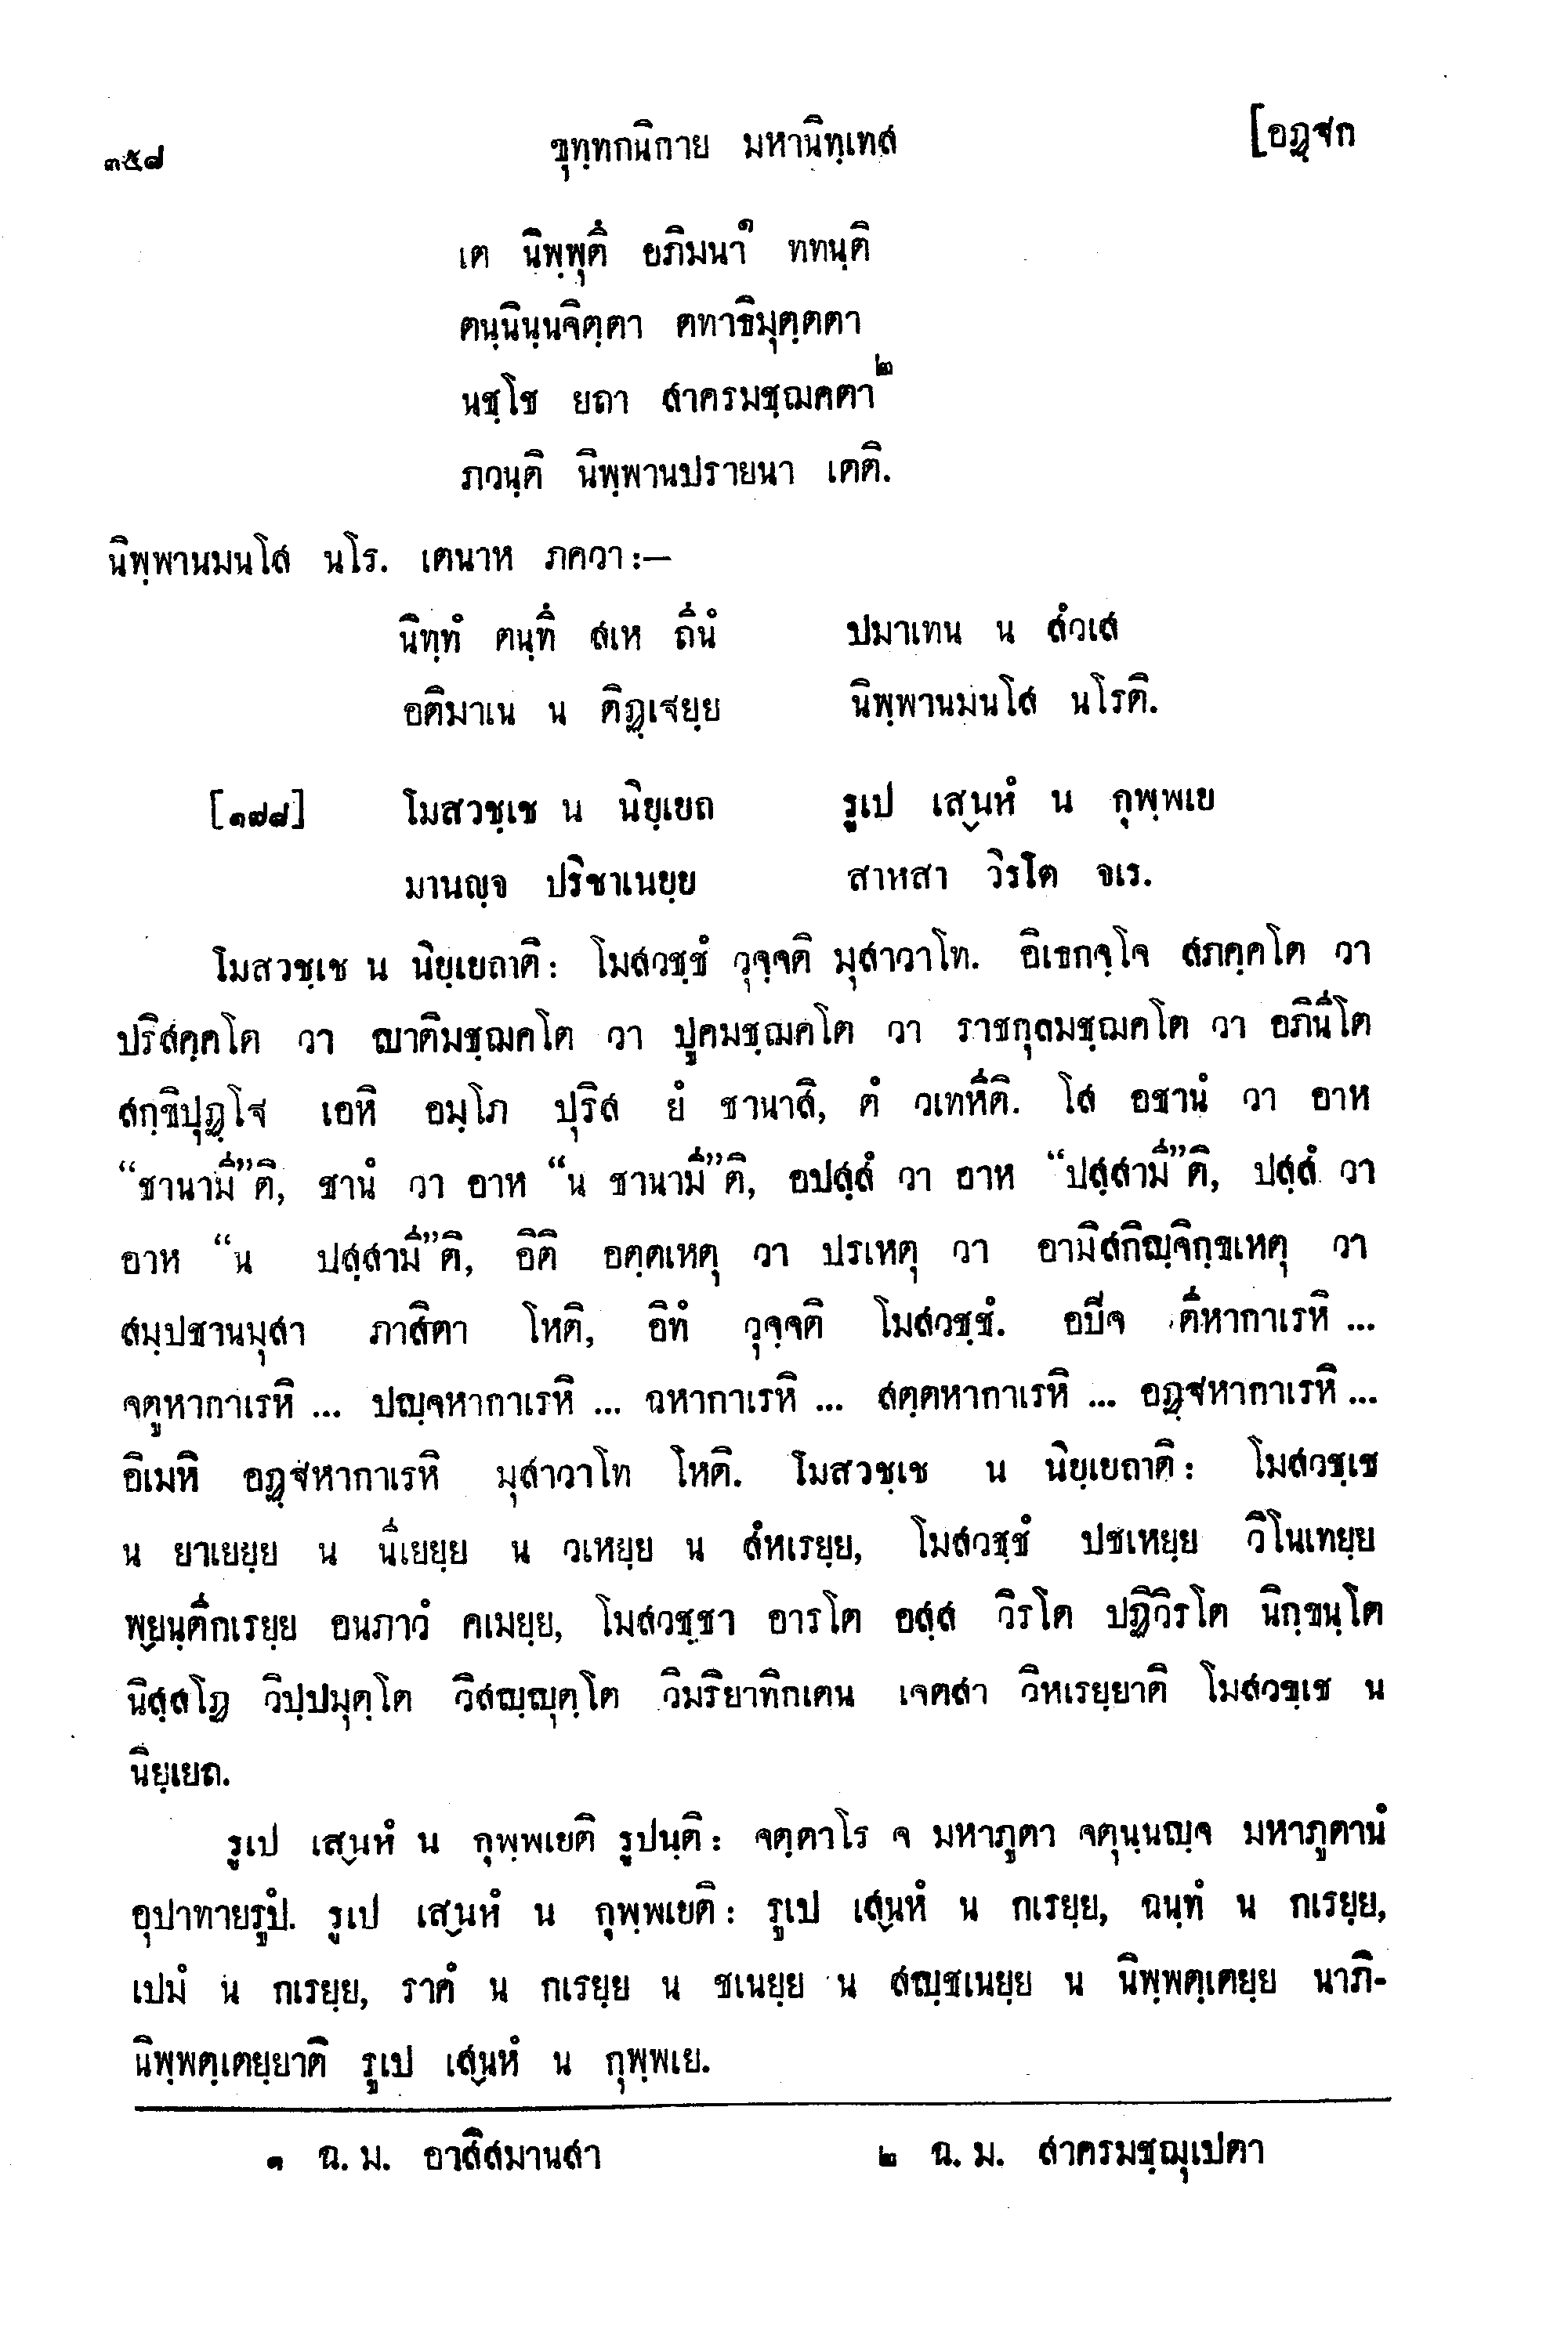 ๓๕๘ ขุทฺทกนิกาย มหานิทฺเทส [อฏฺฐก
เต นิพฺพุตึ ยภิมนา๑ ททนฺติ
ตนฺนินฺนจิตฺตา ตทาธิมุตฺตตา
นชฺโช ยถา สาครมชฺฌคตา๒
ภวนฺติ นิพฺพานปรายนา เตติ.
นิพฺพานมนโส นโร. เตนาห ภควา :—
นิทฺทํ ตนฺทึ สเห ถีนํ ปมาเทน น สํวเส
อติมาเน น ติฏฺเฐยฺย นิพฺพานมนโส นโรติ.
[๑๗๘] โมสวชฺเช น นิยฺเยถ รูเป เสฺนหํ น กุพฺพเย
มานญฺจ ปริชาเนยฺย สาหสา วิรโต จเร.
โมสวชฺเช น นิยฺเยถาติ : โมสวชฺชํ วุจฺจติ มุสาวาโท. อิเธกจฺโจ สภคฺคโต วา
ปริสคฺคโต วา ญาติมชฺฌคโต วา ปูคมชฺฌคโต วา ราชกุลมชฺฌคโต วา อภินีโต
สกฺขิปุฏฺโฐ เอหิ อมฺโภ ปุริส ยํ ชานาสิ, ตํ วเทหีติ. โส อชานํ วา อาห
“ชานามี”ติ, ชานํ วา อาห “น ชานามี”ติ, อปสฺสํ วา อาห “ปสฺสามี”ติ, ปสฺสํ วา
อาห “น ปสฺสามี”ติ, อิติ อตฺตเหตุ วา ปรเหตุ วา อามิสกิญฺจิกฺขเหตุ วา
สมฺปชานมุสา ภาสิตา โหติ, อิทํ วุจฺจติ โมสวชฺชํ. อปิจ ตีหากาเรหิ ...
จตูหากาเรหิ ... ปญฺจหากาเรหิ ... ฉหากาเรหิ ... สตฺตหากาเรหิ ... อฏฺฐหากาเรหิ ...
อิเมหิ อฏฺฐหากาเรหิ มุสาวาโท โหติ. โมสวชฺเช น นิยฺเยถาติ : โมสวชฺเช
น ยาเยยฺย น นีเยยฺย น วเหยฺย น สํหเรยฺย, โมสวชฺชํ ปชเหยฺย วิโนเทยฺย
พฺยนฺตีกเรยฺย อนภาวํ คเมยฺย, โมสวชฺชา อารโต อสฺส วิรโต ปฏิวิรโต นิกฺขนฺโต
นิสฺสโฏ วิปฺปมุตฺโต วิสญฺญุตฺโต วิมริยาทิกเตน เจตสา วิหเรยฺยาติ โมสวชฺเช น
นิยฺเยถ.
รูเป เสฺนหํ น กุพฺพเยติ รูปนฺติ : จตฺตาโร จ มหาภูตา จตุนฺนญฺจ มหาภูตานํ
อุปาทายรูปํ. รูเป เสฺนหํ น กุพฺพเยติ : รูเป เสฺนหํ น กเรยฺย, ฉนฺทํ น กเรยฺย,
เปมํ น กเรยฺย, ราคํ น กเรยฺย น ชเนยฺย น สญฺชเนยฺย น นิพฺพตฺเตยฺย นาภิ-
นิพฺพตฺเตยฺยาติ รูเป เสฺนหํ น กุพฺพเย.
๑ ฉ. ม. อาสึสมานสา ๒ ฉ. ม. สาครมชฺฌุเปตา